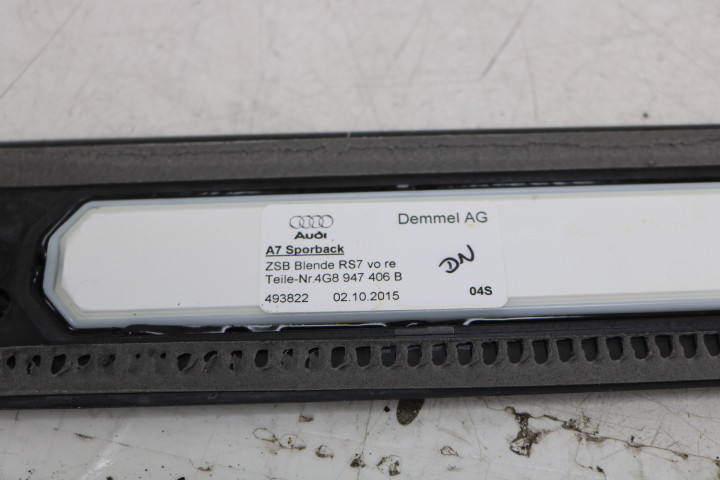 Audi
Demmel AG
A7 Sporback
ZSB Blende RS7 vo re
Teile-Nr.4G8 947 406 B
DN
493822 02.10.2015 04S